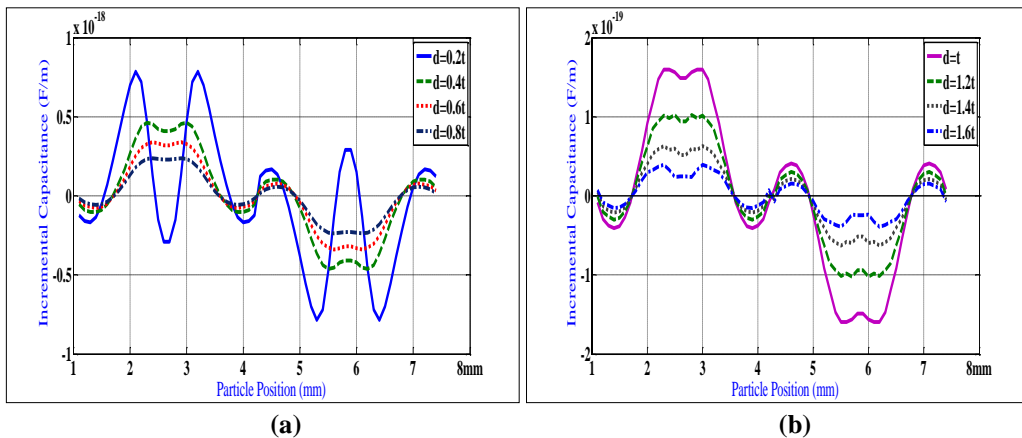 x 10^-18
1
0.5
0
-0.5
-1
Incremental Capacitance (F/m)
d=0.2t
d=0.4t
d=0.6t
d=0.8t
1 2 3 4 5 6 7 8mm
Particle Position (mm)
(a)
x 10^-19
2
1
0
-1
-2
Incremental Capacitance (F/m)
d=t
d=1.2t
d=1.4t
d=1.6t
1 2 3 4 5 6 7 8mm
Particle Position (mm)
(b)